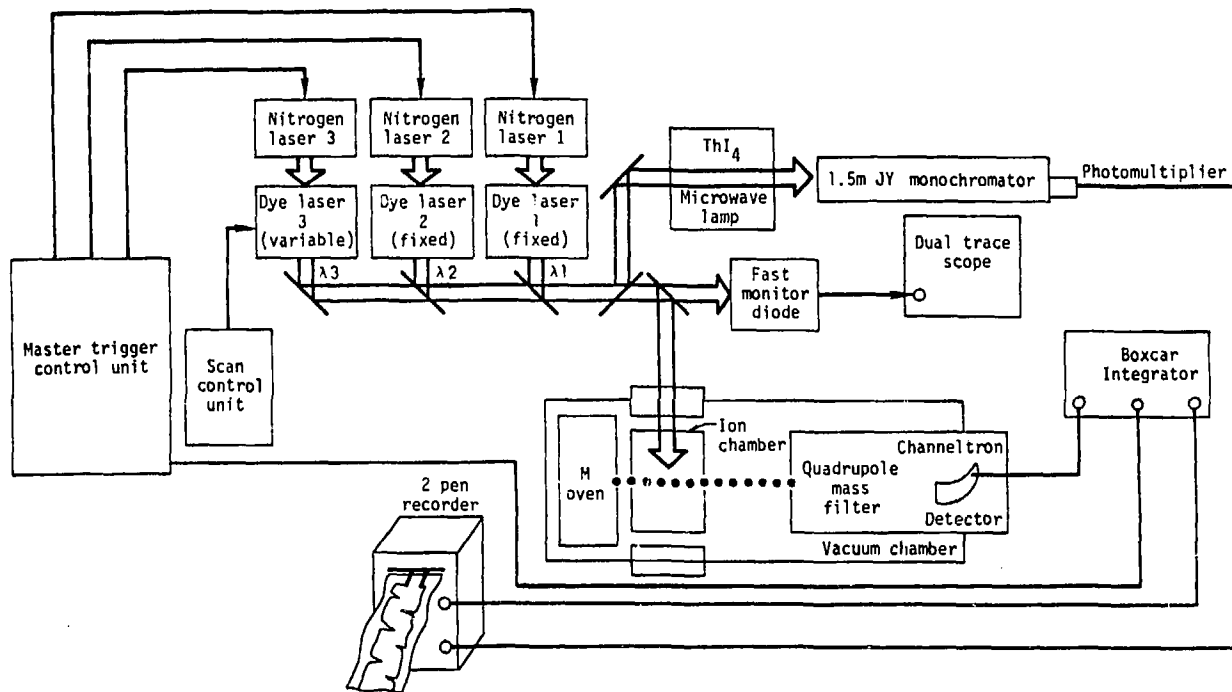 Nitrogen
laser 3
Nitrogen
laser 2
Nitrogen
laser 1
ThI4
Microwave
lamp
1.5m JY monochromator
Photomultiplier
Dye laser
3
(variable)
Dye laser
2
(fixed)
Dye laser
1
(fixed)
λ3
λ2
λ1
Fast
monitor
diode
Dual trace
scope
Master trigger
control unit
Scan
control
unit
Boxcar
Integrator
Ion
chamber
M
oven
Quadrupole
mass
filter
Channeltron
Detector
Vacuum chamber
2 pen
recorder